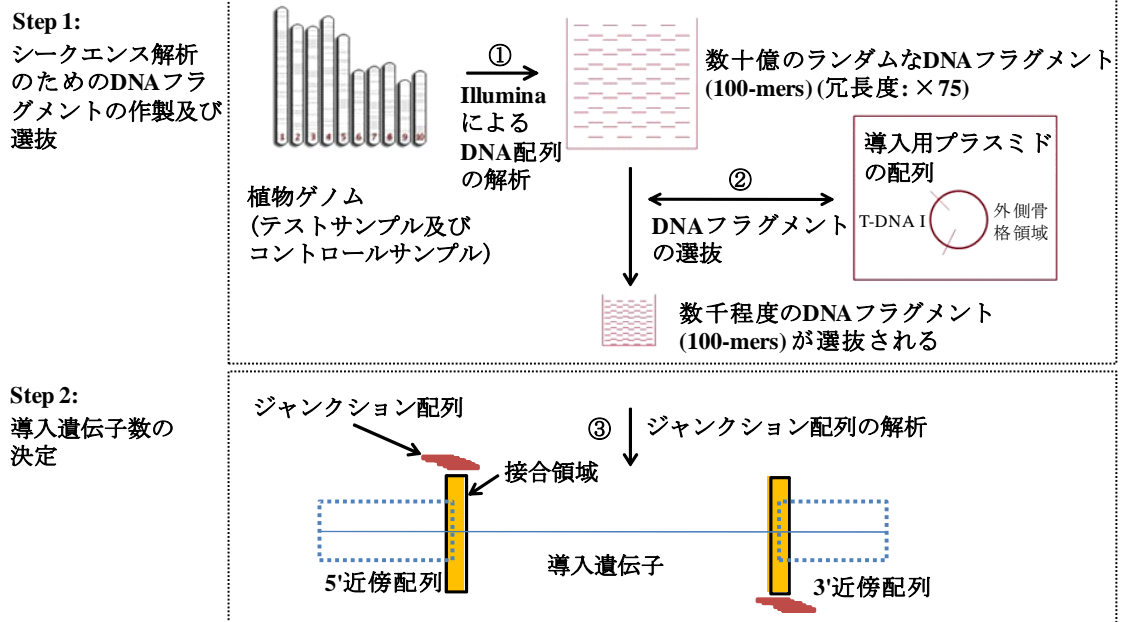 Step 1:
シークエンス解析
のためのDNAフラ
グメントの作製及び
選抜
1 2 3 4 5 6 7 8 9 10
植物ゲノム
(テストサンプル及び
コントロールサンプル)
①
Illumina
による
DNA配列
の解析
数十億のランダムなDNAフラグメント
(100-mers) (冗長度: ×75)
②
DNAフラグメント
の選抜
導入用プラスミド
の配列
T-DNA I
外側骨
格領域
数千程度のDNAフラグメント
(100-mers) が選抜される
Step 2:
導入遺伝子数の
決定
ジャンクション配列
③
ジャンクション配列の解析
接合領域
導入遺伝子
5'近傍配列
3'近傍配列